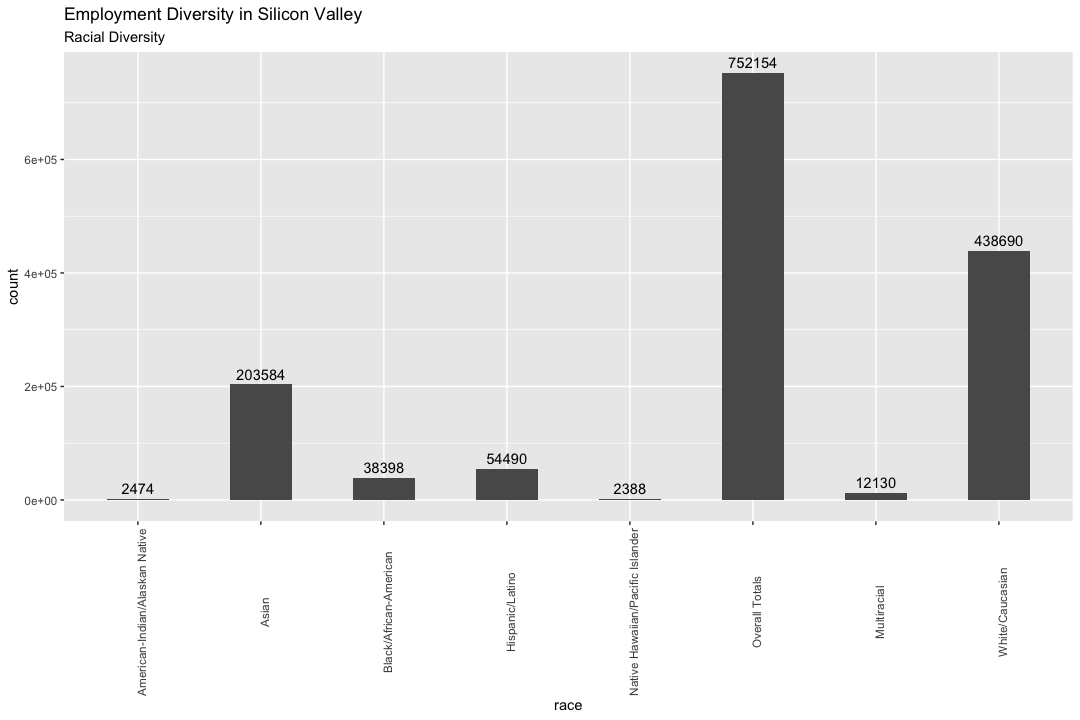 Employment Diversity in Silicon Valley
Racial Diversity
752154
438690
203584
54490
38398
12130
2474
2388
6e+05
4e+05
2e+05
0e+00
count
American-Indian/Alaskan Native
Asian
Black/African-American
Hispanic/Latino
Native Hawaiian/Pacific Islander
Overall Totals
Multiracial
White/Caucasian
race